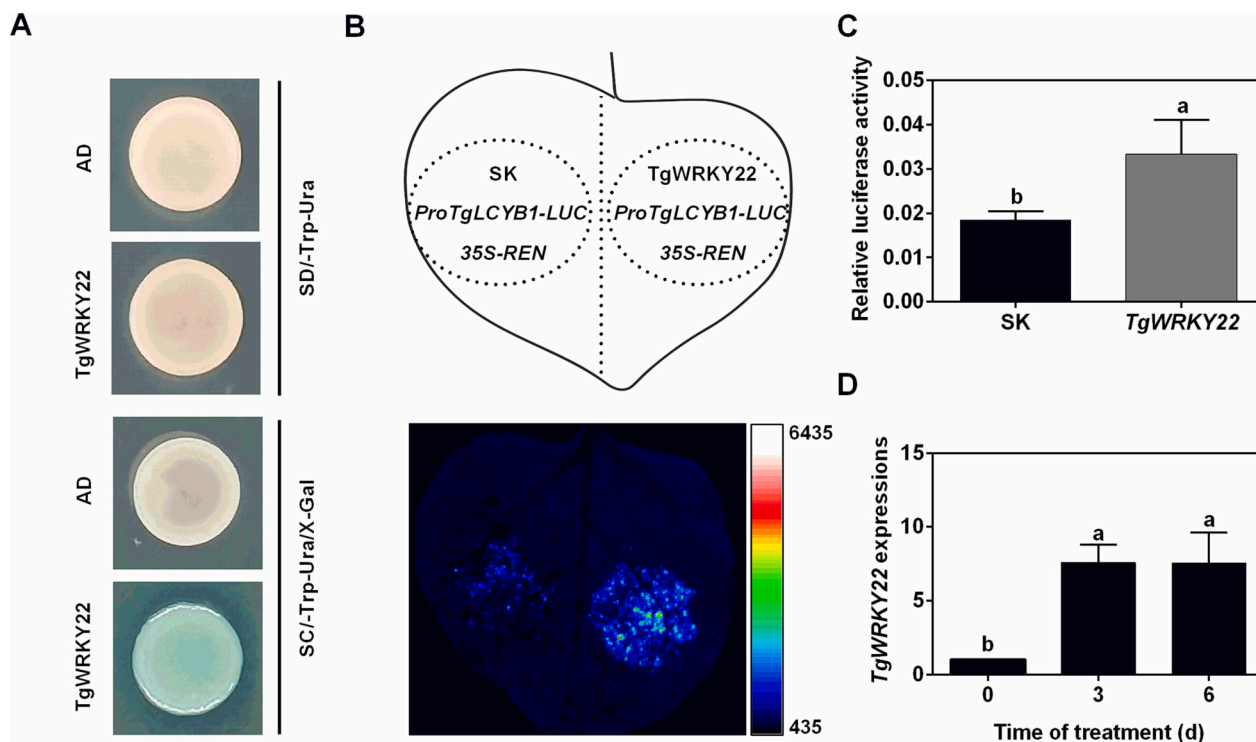 A
AD
TgWRKY22
SD/-Trp-Ura
AD
TgWRKY22
SC/-Trp-Ura/X-Gal
B
SK
ProTgLCYB1-LUC
35S-REN
TgWRKY22
ProTgLCYB1-LUC
35S-REN
6435
435
C
Relative luciferase activity
0.05
0.04
0.03
0.02
0.01
0.00
b
a
SK
TgWRKY22
D
TgWRKY22 expressions
15
10
5
0
b
a
a
0
3
6
Time of treatment (d)